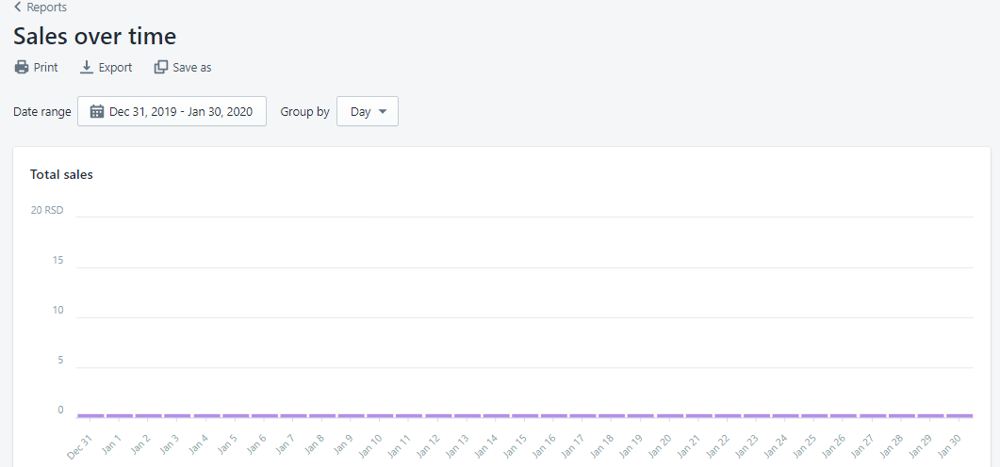 Reports
Sales over time
Print Export Save as
Date range Dec 31, 2019 - Jan 30, 2020 Group by Day
Total sales
20 RSD
15
10
5
0
Dec 31 Jan 1 Jan 2 Jan 3 Jan 4 Jan 5 Jan 6 Jan 7 Jan 8 Jan 9 Jan 10 Jan 11 Jan 12 Jan 13 Jan 14 Jan 15 Jan 16 Jan 17 Jan 18 Jan 19 Jan 20 Jan 21 Jan 22 Jan 23 Jan 24 Jan 25 Jan 26 Jan 27 Jan 28 Jan 29 Jan 30